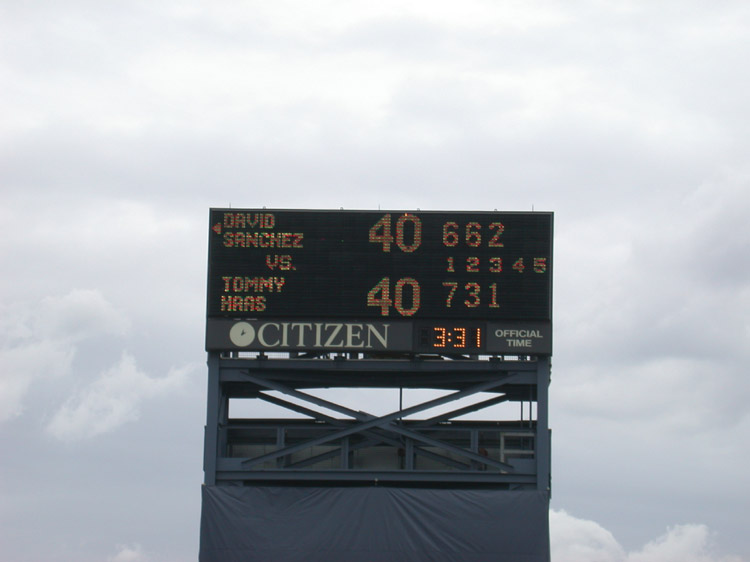 DAVID 40 662
SANCHEZ
VS. 1 2 3 4 5
TOMMY 40 731
HAAS
CITIZEN 3:31 OFFICIAL
TIME